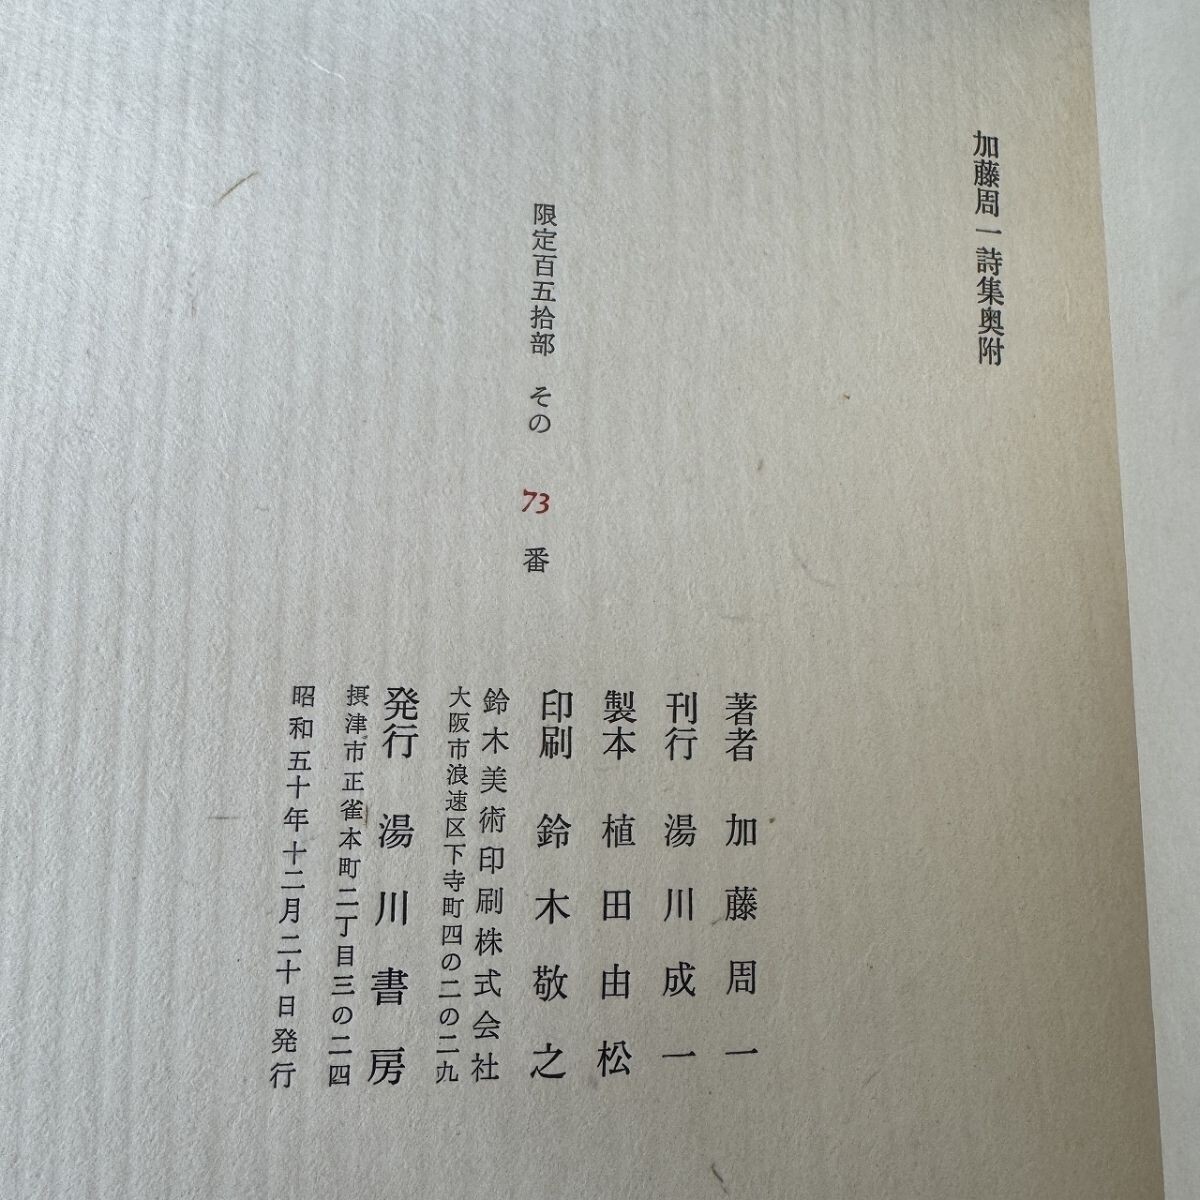 加藤周一詩集奥附
限定百五拾部 その 73 番
著者 加藤周一
刊行 湯川成一
製本 植田由松
印刷 鈴木敬之
鈴木美術印刷株式会社
大阪市浪速区下寺町四の二の二九
発行 湯川書房
摂津市正雀本町二丁目三の二四
昭和五十年十二月二十日発行